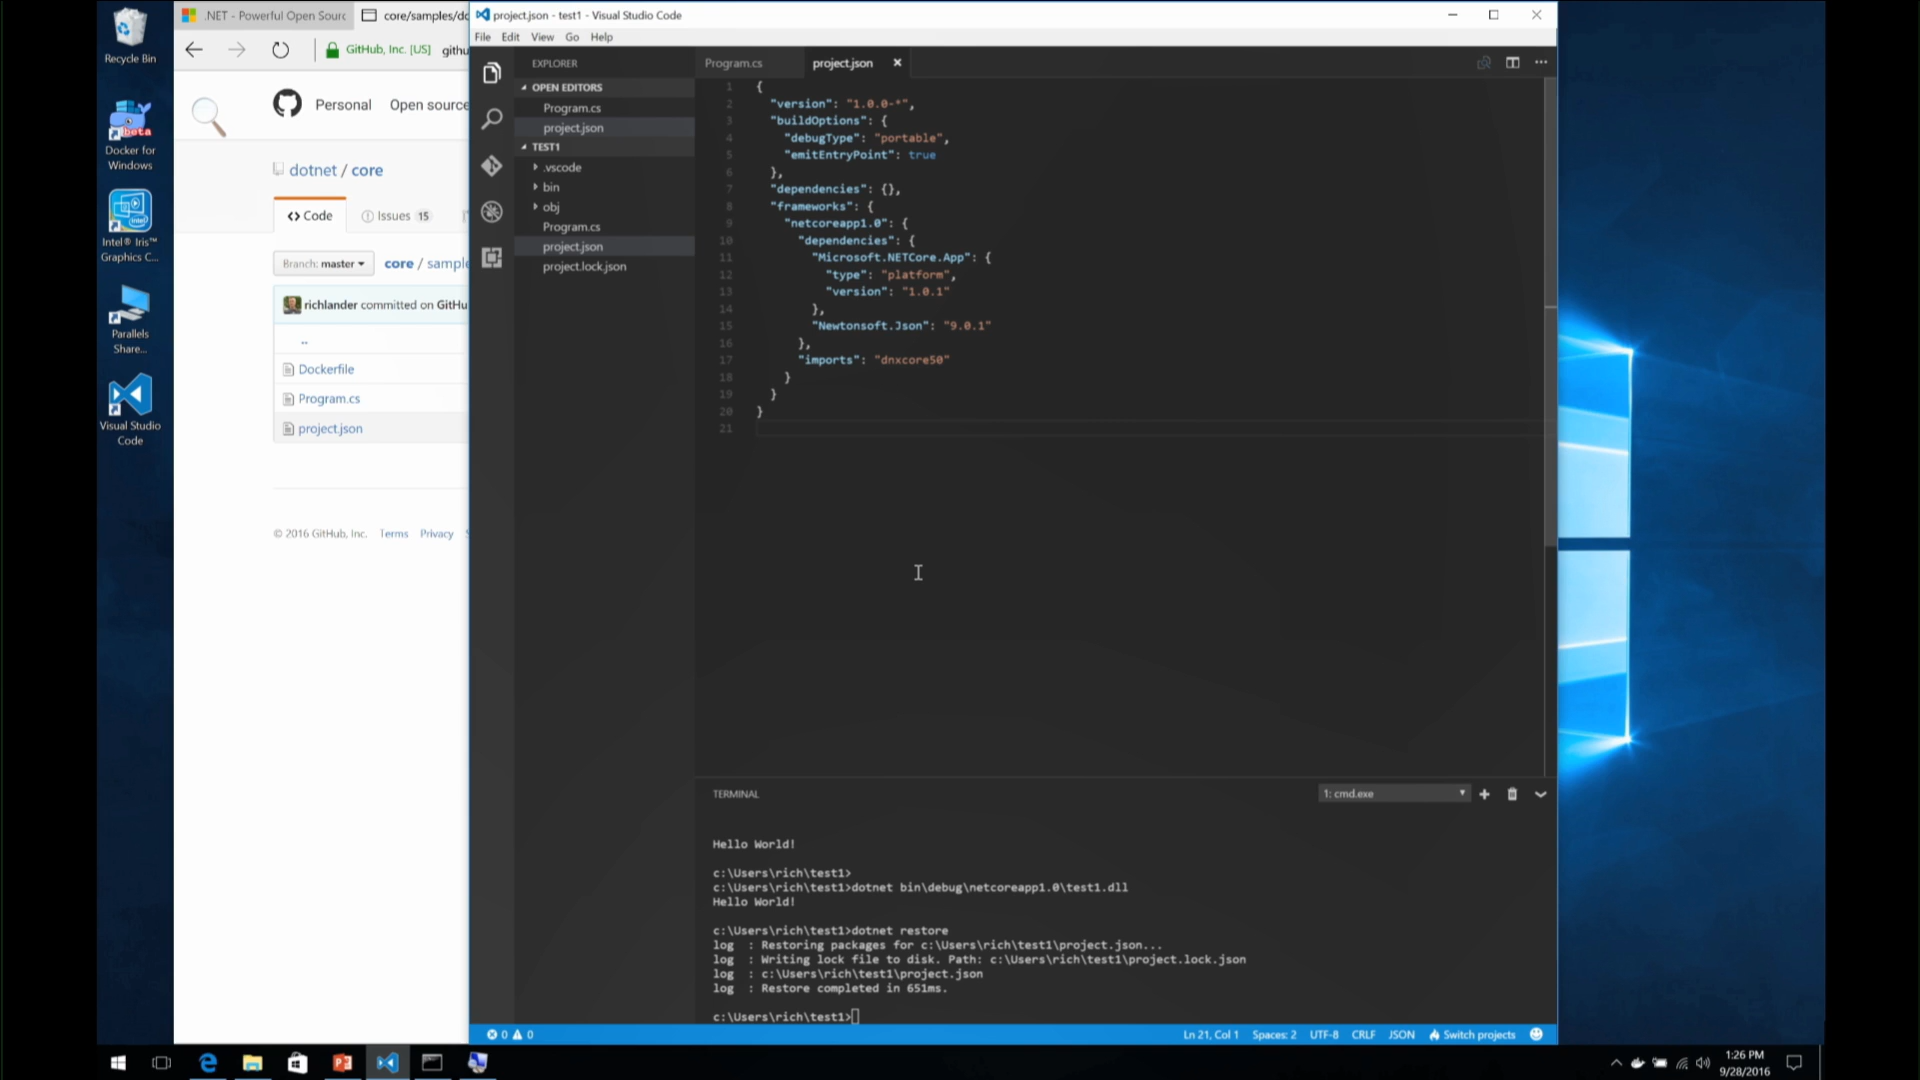 Recycle Bin
Docker for
Windows
Intel® Iris™
Graphics C...
Parallels
Share...
Visual Studio
Code
.NET - Powerful Open Sourc
core/samples/do
GitHub, Inc. [US] githu
Personal Open source
dotnet / core
Code Issues 15
Branch: master core / sample
richlander committed on GitHu
..
Dockerfile
Program.cs
project.json
© 2016 GitHub, Inc. Terms Privacy
project.json - test1 - Visual Studio Code
File Edit View Go Help
EXPLORER
OPEN EDITORS
Program.cs
project.json
TEST1
.vscode
bin
obj
Program.cs
project.json
project.lock.json
Program.cs project.json
1 {
2 "version": "1.0.0-*",
3 "buildOptions": {
4 "debugType": "portable",
5 "emitEntryPoint": true
6 },
7 "dependencies": {},
8 "frameworks": {
9 "netcoreapp1.0": {
10 "dependencies": {
11 "Microsoft.NETCore.App": {
12 "type": "platform",
13 "version": "1.0.1"
14 },
15 "Newtonsoft.Json": "9.0.1"
16 },
17 "imports": "dnxcore50"
18 }
19 }
20 }
21
TERMINAL 1: cmd.exe
Hello World!
c:\Users\rich\test1>
c:\Users\rich\test1>dotnet bin\debug\netcoreapp1.0\test1.dll
Hello World!
c:\Users\rich\test1>dotnet restore
log : Restoring packages for c:\Users\rich\test1\project.json...
log : Writing lock file to disk. Path: c:\Users\rich\test1\project.lock.json
log : c:\Users\rich\test1\project.json
log : Restore completed in 651ms.
c:\Users\rich\test1>
0 0 Ln 21, Col 1 Spaces: 2 UTF-8 CRLF JSON Switch projects
1:26 PM
9/28/2016